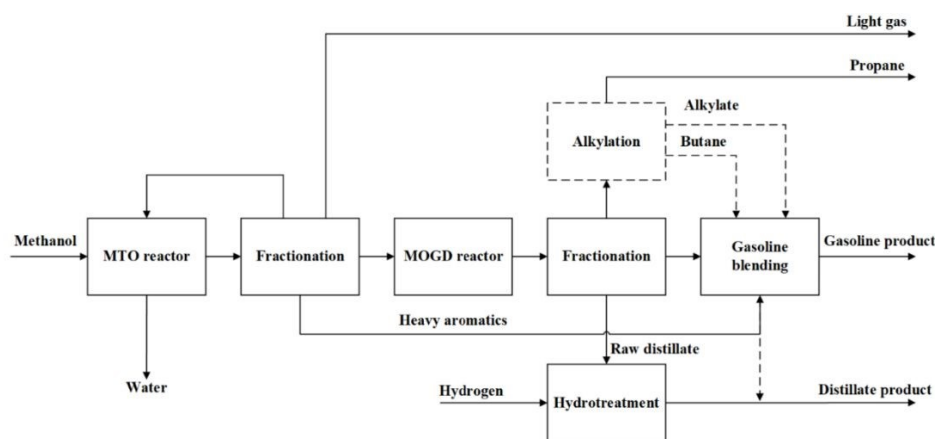 Light gas
Propane
Alkylate
Alkylation
Butane
Methanol
MTO reactor
Fractionation
MOGD reactor
Fractionation
Gasoline
blending
Gasoline product
Heavy aromatics
Raw distillate
Water
Hydrogen
Hydrotreatment
Distillate product